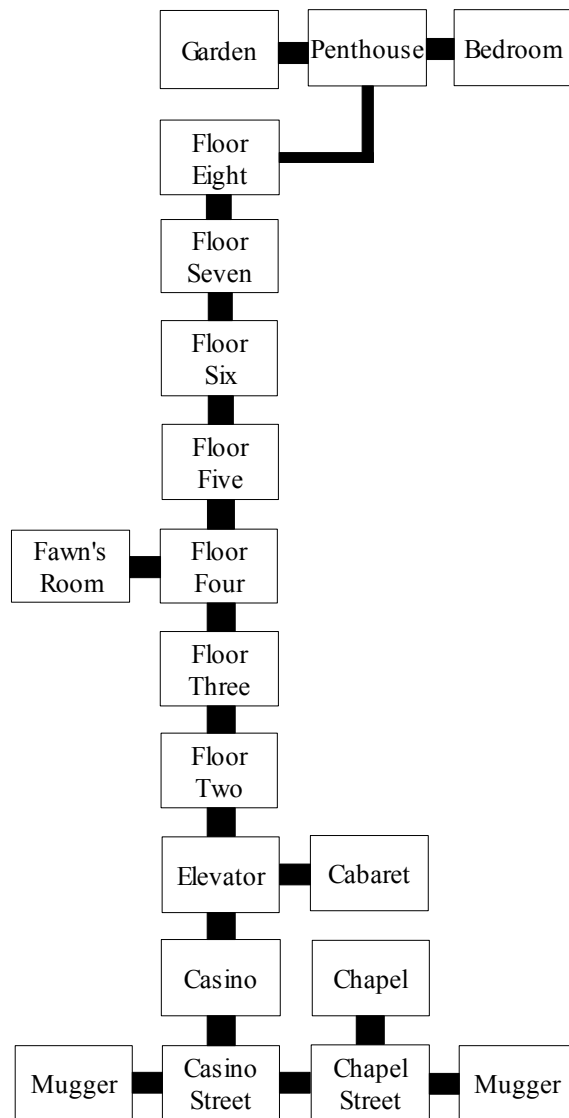 Garden
Penthouse
Bedroom
Floor
Eight
Floor
Seven
Floor
Six
Floor
Five
Fawn's
Room
Floor
Four
Floor
Three
Floor
Two
Elevator
Cabaret
Casino
Chapel
Mugger
Casino
Street
Chapel
Street
Mugger